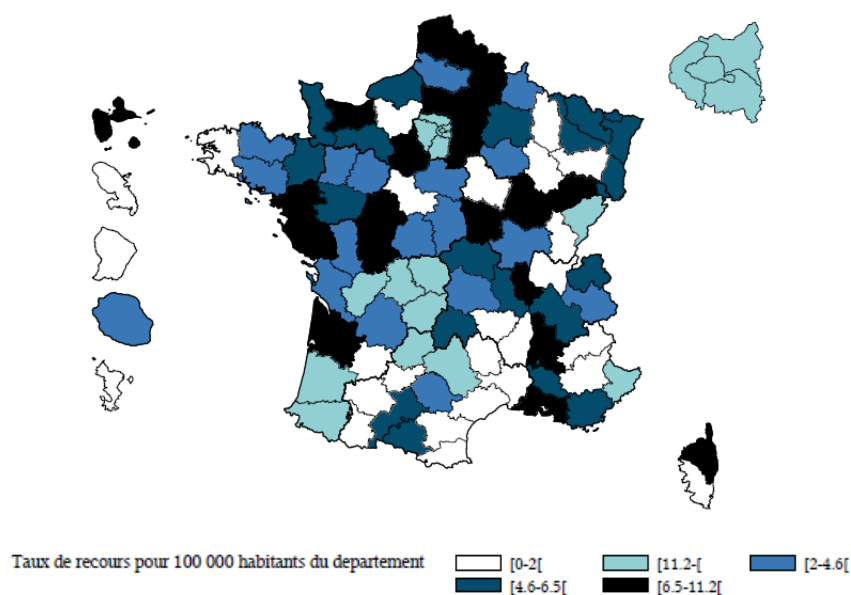 Taux de recours pour 100 000 habitants du departement [0-2[ [11.2-[ [2-4.6[
[4.6-6.5[ [6.5-11.2[